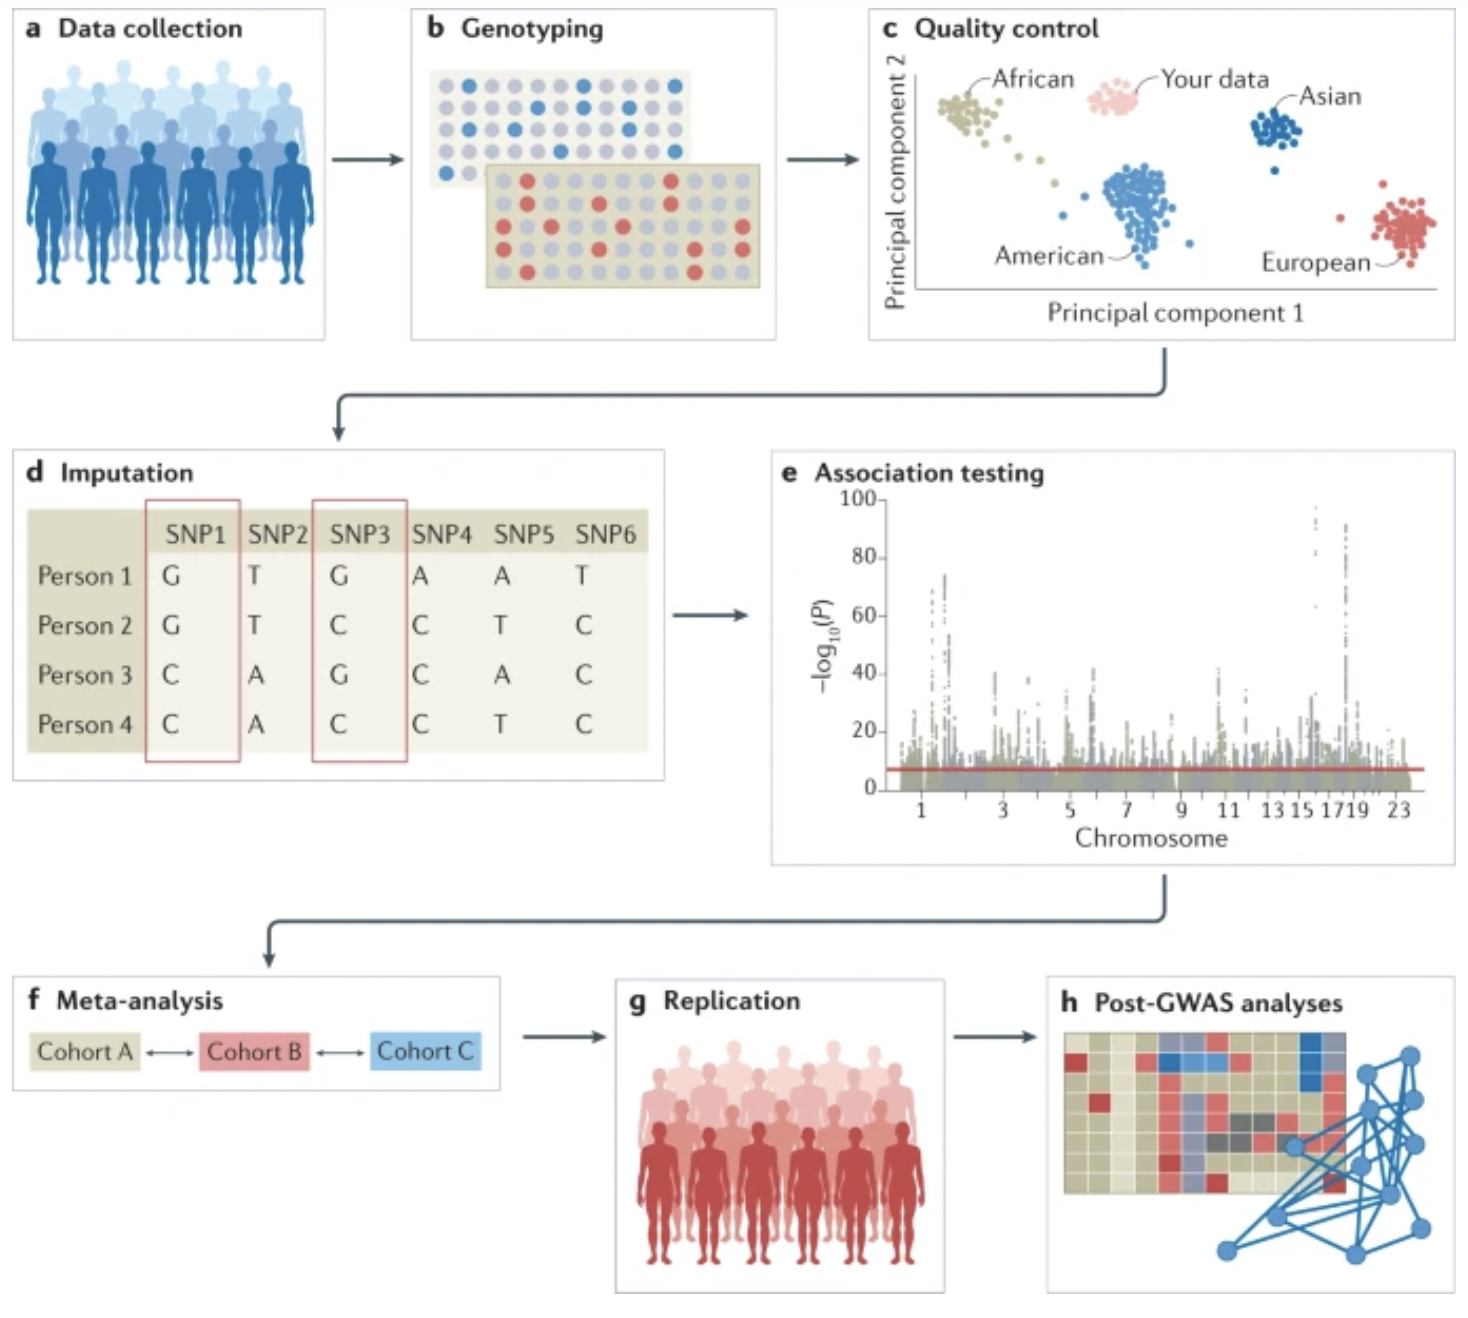 a Data collection
b Genotyping
c Quality control
Principal component 2
African
Your data
Asian
American
European
Principal component 1
d Imputation
SNP1 SNP2 SNP3 SNP4 SNP5 SNP6
Person 1 G T G A A T
Person 2 G T C C T C
Person 3 C A G C A C
Person 4 C A C C T C
e Association testing
−log10(P)
100
80
60
40
20
0
1 3 5 7 9 11 13 15 17 19 23
Chromosome
f Meta-analysis
Cohort A Cohort B Cohort C
g Replication
h Post-GWAS analyses